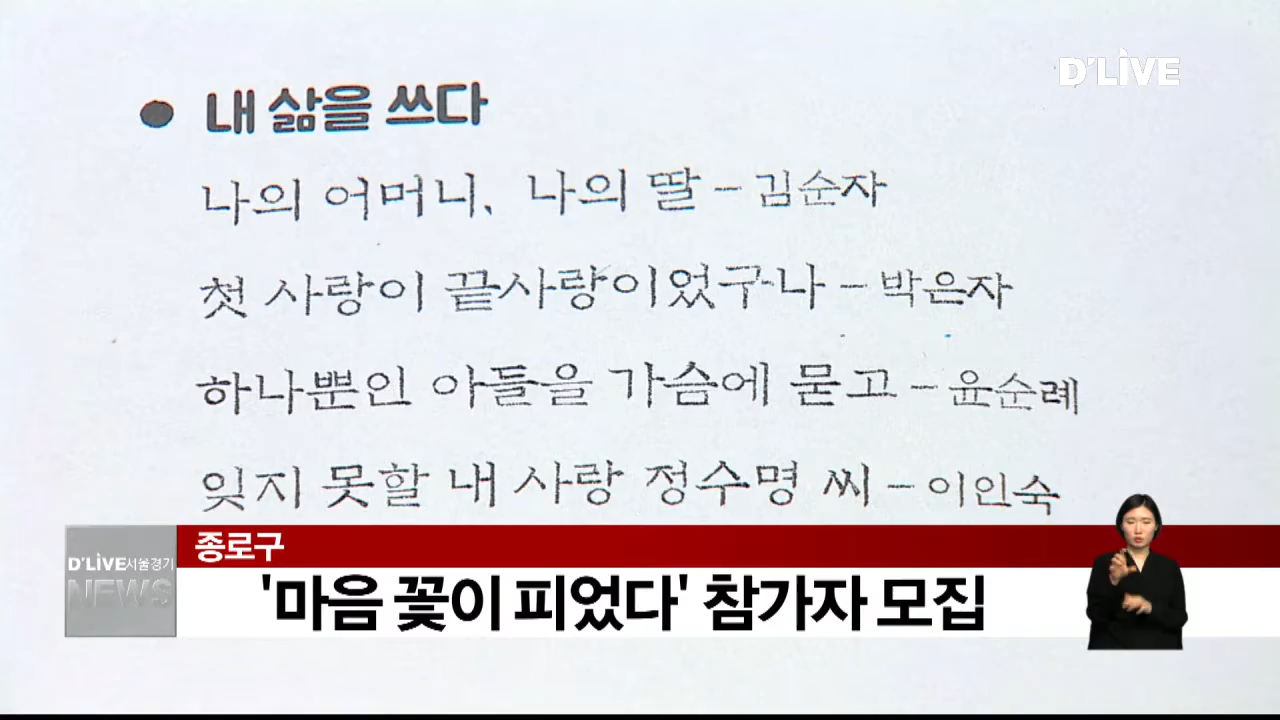 D'LIVE
● 내 삶을 쓰다
나의 어머니, 나의 딸 - 김순자
첫 사랑이 끝사랑이었구나 - 박은자
하나뿐인 아들을 가슴에 묻고 - 윤순례
잊지 못할 내 사랑 정수명 씨 - 이인숙
종로구
D'LIVE서울경기
NEWS
'마음 꽃이 피었다' 참가자 모집